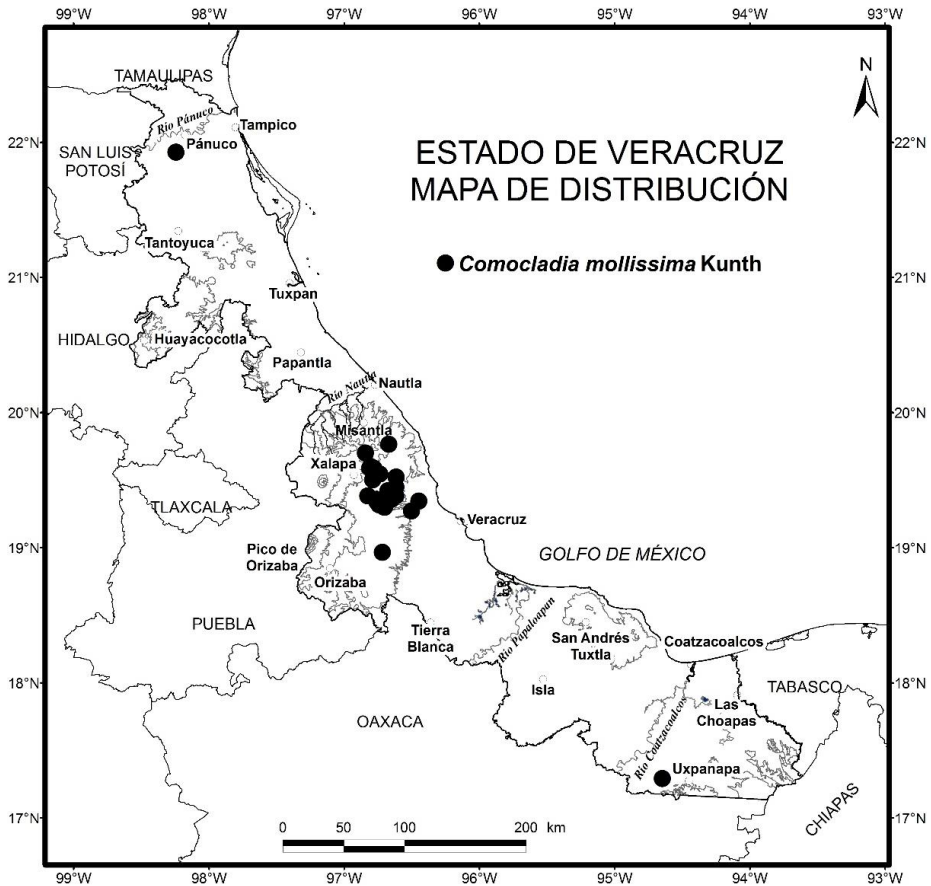 99°W 98°W 97°W 96°W 95°W 94°W 93°W
N
TAMAULIPAS
Río Pánuco
Tampico
22°N
22°N
Pánuco
SAN LUIS
POTOSÍ
ESTADO DE VERACRUZ
MAPA DE DISTRIBUCIÓN
Tantoyuca
Comocladia mollissima Kunth
21°N
21°N
Tuxpan
HIDALGO
Huayacocotla
Papantla
Río Nautla
Nautla
20°N
20°N
Misantla
Xalapa
TLAXCALA
Veracruz
19°N
19°N
Pico de
Orizaba
GOLFO DE MÉXICO
Orizaba
PUEBLA
Tierra
Blanca
Río Papaloapan
San Andrés
Tuxtla
Coatzacoalcos
18°N
18°N
Isla
TABASCO
Las
Choapas
OAXACA
Río Coatzacoalcos
Uxpanapa
CHIAPAS
17°N
17°N
0 50 100 200 km
99°W 98°W 97°W 96°W 95°W 94°W 93°W